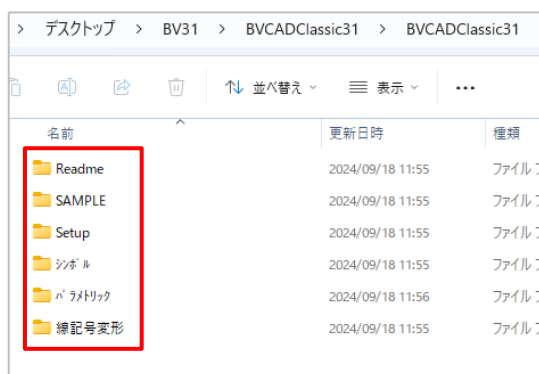 > デスクトップ > BV31 > BVCADClassic31 > BVCADClassic31
並べ替え 表示 ...
名前 更新日時 種類
Readme 2024/09/18 11:55 ファイル
SAMPLE 2024/09/18 11:55 ファイル
Setup 2024/09/18 11:55 ファイル
ｼﾝﾎﾞﾙ 2024/09/18 11:55 ファイル
ﾊﾟﾗﾒﾄﾘｯｸ 2024/09/18 11:56 ファイル
線記号変形 2024/09/18 11:55 ファイル